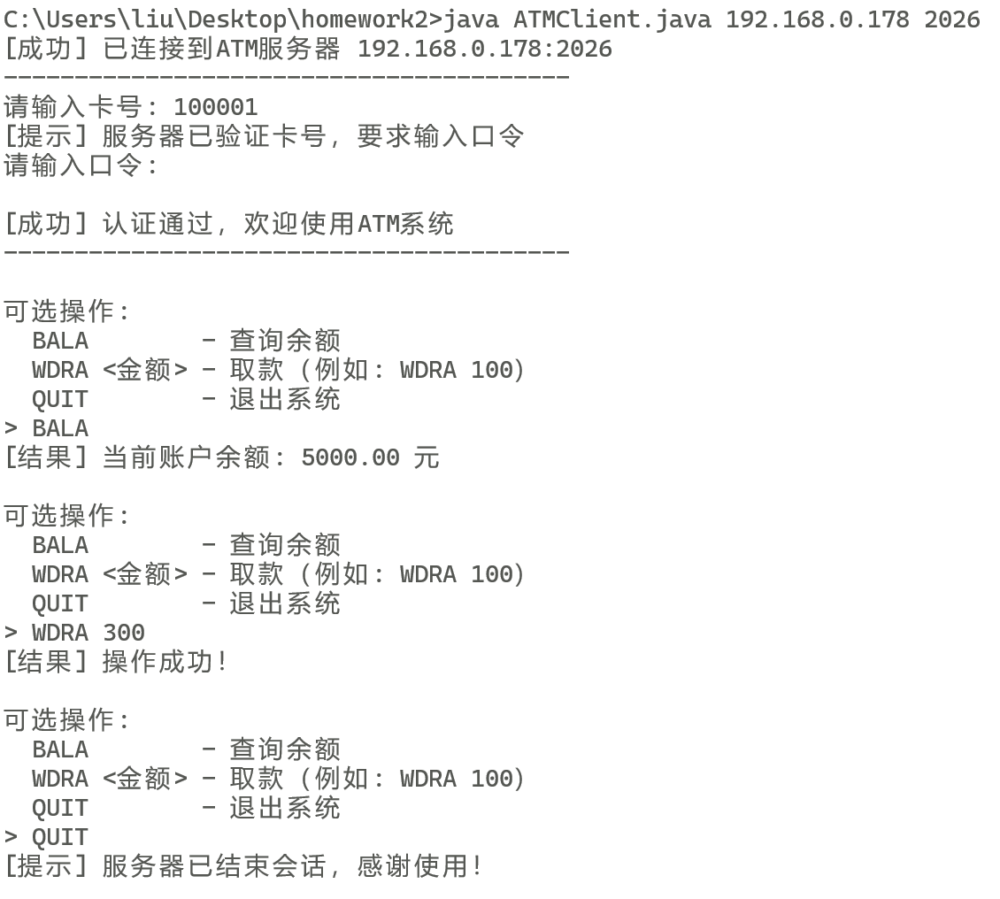 C:\Users\liu\Desktop\homework2>java ATMClient.java 192.168.0.178 2026
[成功] 已连接到ATM服务器 192.168.0.178:2026
----------------------------------------
请输入卡号: 100001
[提示] 服务器已验证卡号, 要求输入口令
请输入口令:
[成功] 认证通过, 欢迎使用ATM系统
----------------------------------------
可选操作:
  BALA        - 查询余额
  WDRA <金额> - 取款 (例如: WDRA 100)
  QUIT        - 退出系统
> BALA
[结果] 当前账户余额: 5000.00 元
可选操作:
  BALA        - 查询余额
  WDRA <金额> - 取款 (例如: WDRA 100)
  QUIT        - 退出系统
> WDRA 300
[结果] 操作成功!
可选操作:
  BALA        - 查询余额
  WDRA <金额> - 取款 (例如: WDRA 100)
  QUIT        - 退出系统
> QUIT
[提示] 服务器已结束会话, 感谢使用!